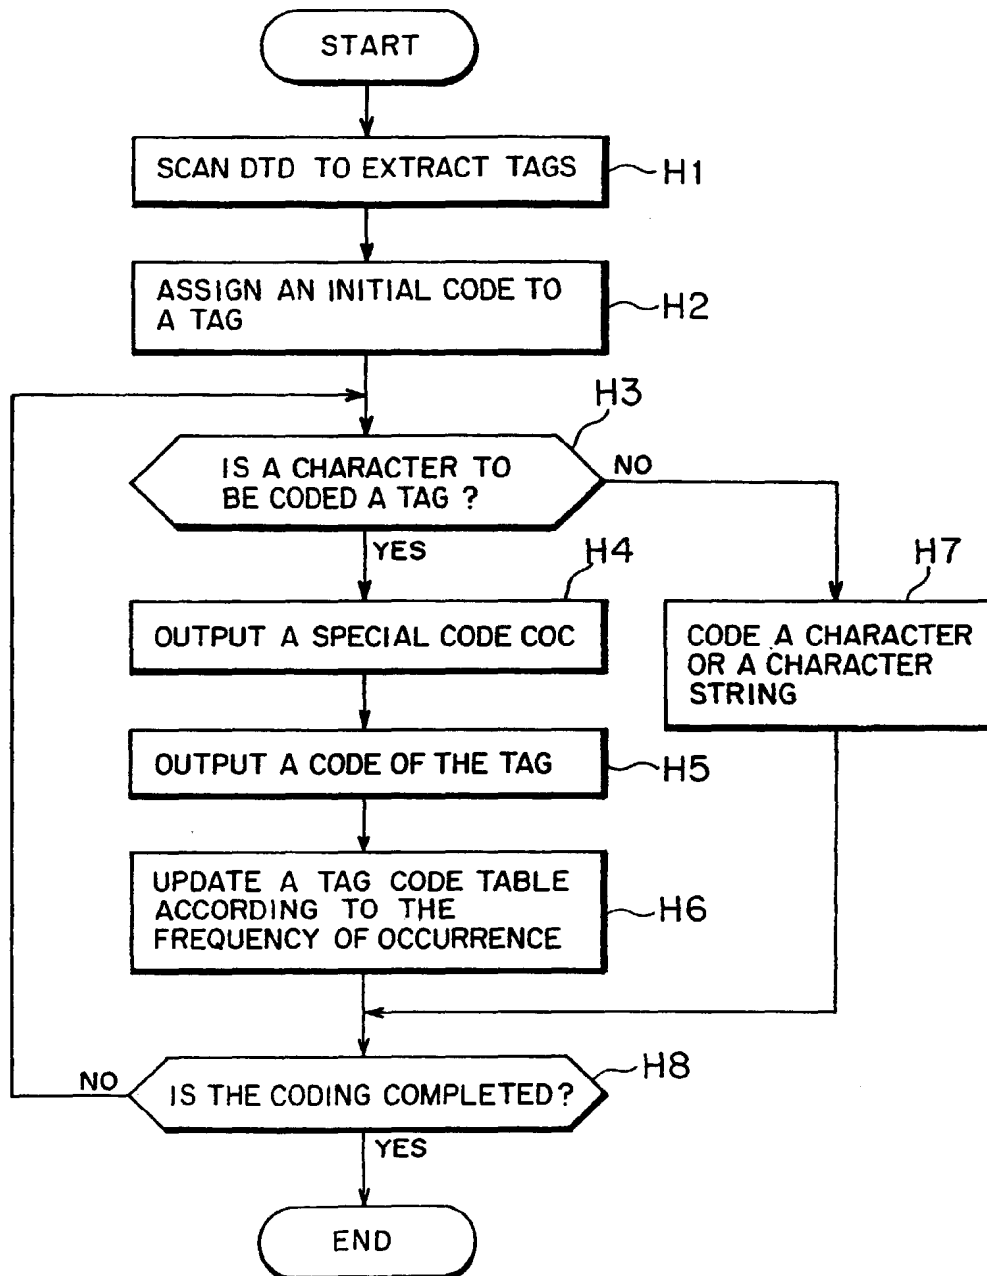 START
SCAN DTD TO EXTRACT TAGS
H1
ASSIGN AN INITIAL CODE TO
A TAG
H2
H3
IS A CHARACTER TO
BE CODED A TAG ?
NO
YES
H4
H7
OUTPUT A SPECIAL CODE COC
CODE A CHARACTER
OR A CHARACTER
STRING
OUTPUT A CODE OF THE TAG
H5
UPDATE A TAG CODE TABLE
ACCORDING TO THE
FREQUENCY OF OCCURRENCE
H6
H8
NO
IS THE CODING COMPLETED?
YES
END